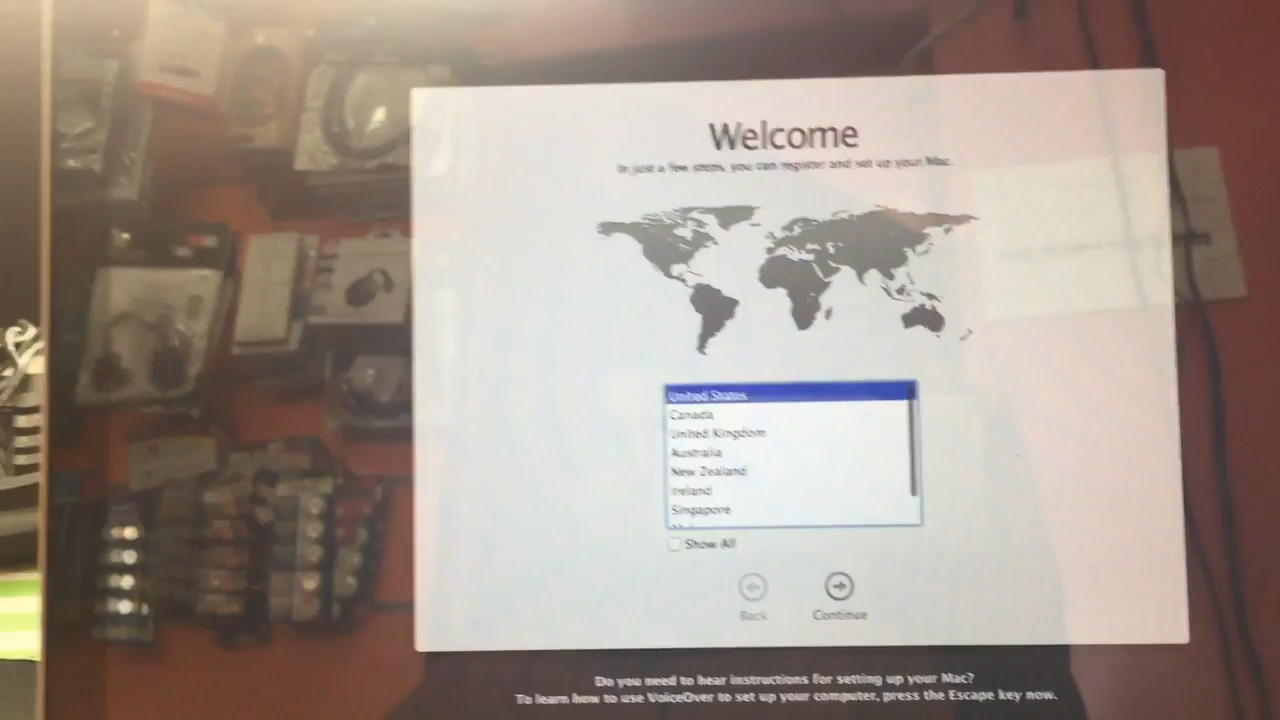 Welcome
In just a few steps, you can register and set up your Mac.
United States
Canada
United Kingdom
Australia
New Zealand
Ireland
Singapore
Show All
Back
Continue
Do you need to hear instructions for setting up your Mac?
To learn how to use VoiceOver to set up your computer, press the Escape key now.